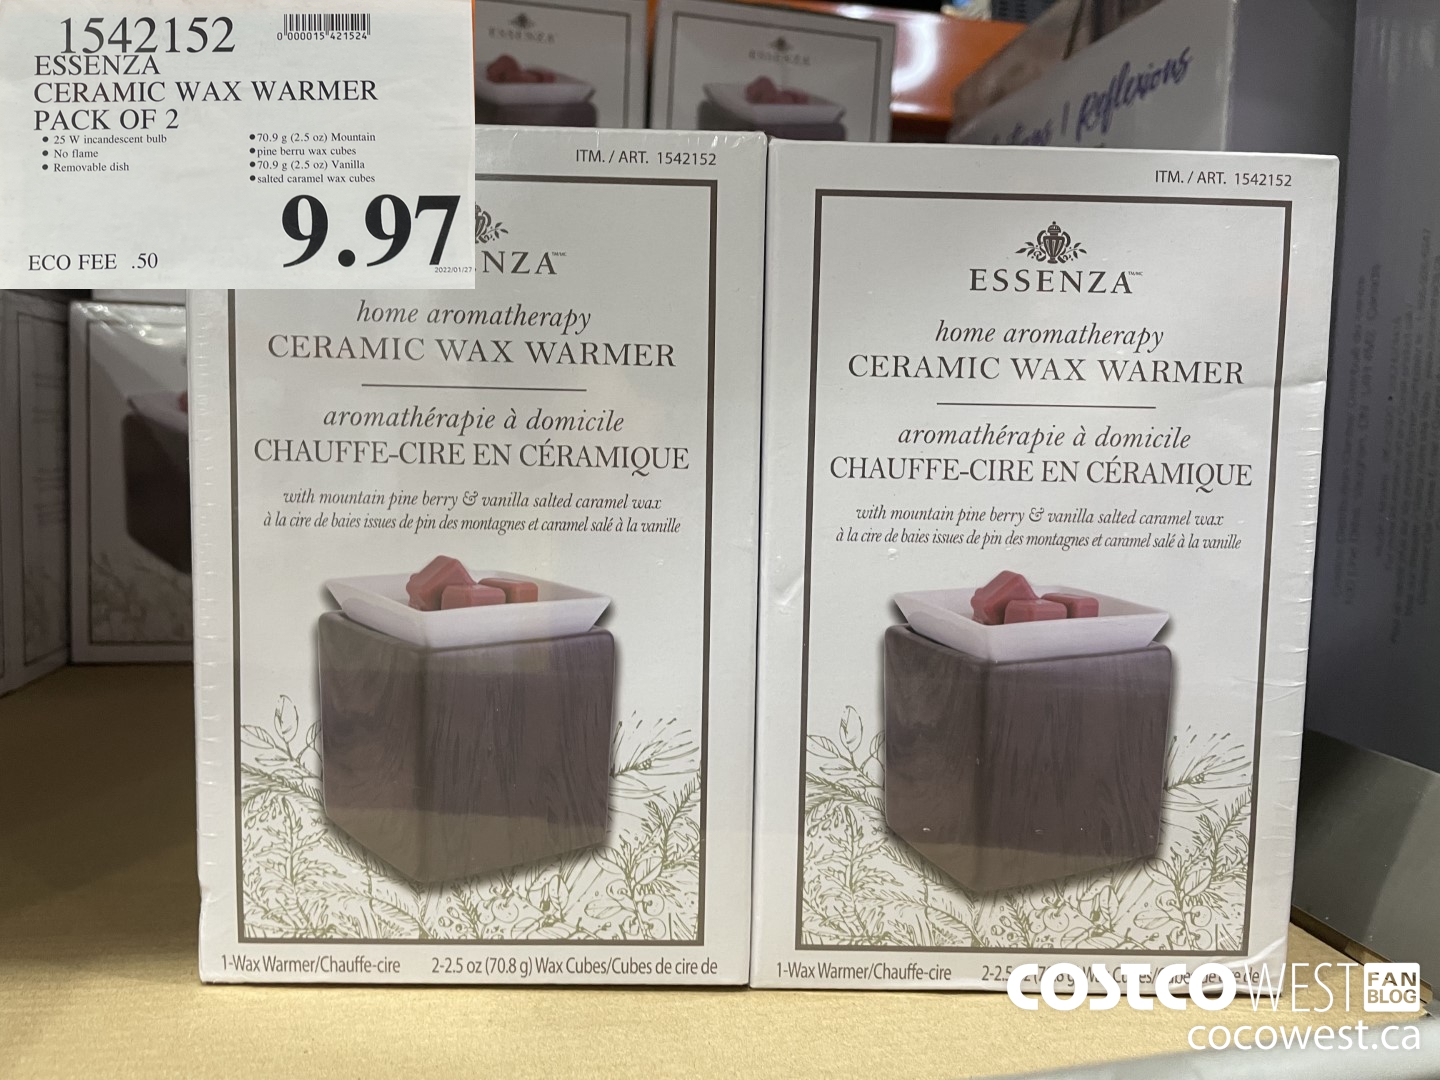 1542152
0 000015 421524
ESSENZA
CERAMIC WAX WARMER
PACK OF 2
• 25 W incandescent bulb
• No flame
• Removable dish
• 70.9 g (2.5 oz) Mountain
• pine berru wax cubes
• 70.9 g (2.5 oz) Vanilla
• salted caramel wax cubes
9.97
ECO FEE .50
2022/01/27
ESSENZA
Reflexions
ITM. / ART. 1542152
NZA
home aromatherapy
CERAMIC WAX WARMER
aromathérapie à domicile
CHAUFFE-CIRE EN CÉRAMIQUE
with mountain pine berry & vanilla salted caramel wax
à la cire de baies issues de pin des montagnes et caramel salé à la vanille
1-Wax Warmer/Chauffe-cire 2-2.5 oz (70.8 g) Wax Cubes/Cubes de cire de
ITM. / ART. 1542152
ESSENZA
home aromatherapy
CERAMIC WAX WARMER
aromathérapie à domicile
CHAUFFE-CIRE EN CÉRAMIQUE
with mountain pine berry & vanilla salted caramel wax
à la cire de baies issues de pin des montagnes et caramel salé à la vanille
1-Wax Warmer/Chauffe-cire
COSTCO WEST FAN BLOG
cocowest.ca